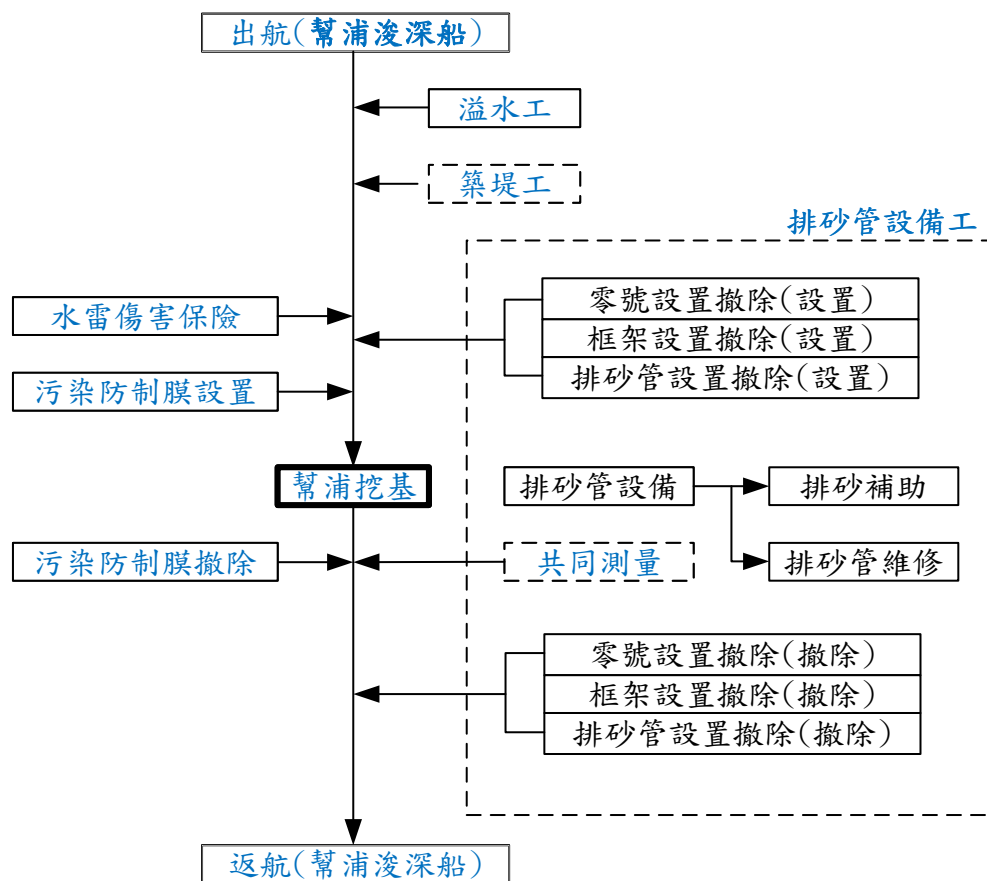 出航(幫浦浚深船)
溢水工
築堤工
排砂管設備工
水雷傷害保險
零號設置撤除(設置)
框架設置撤除(設置)
排砂管設置撤除(設置)
污染防制膜設置
幫浦挖基
排砂管設備
排砂補助
污染防制膜撤除
共同測量
排砂管維修
零號設置撤除(撤除)
框架設置撤除(撤除)
排砂管設置撤除(撤除)
返航(幫浦浚深船)